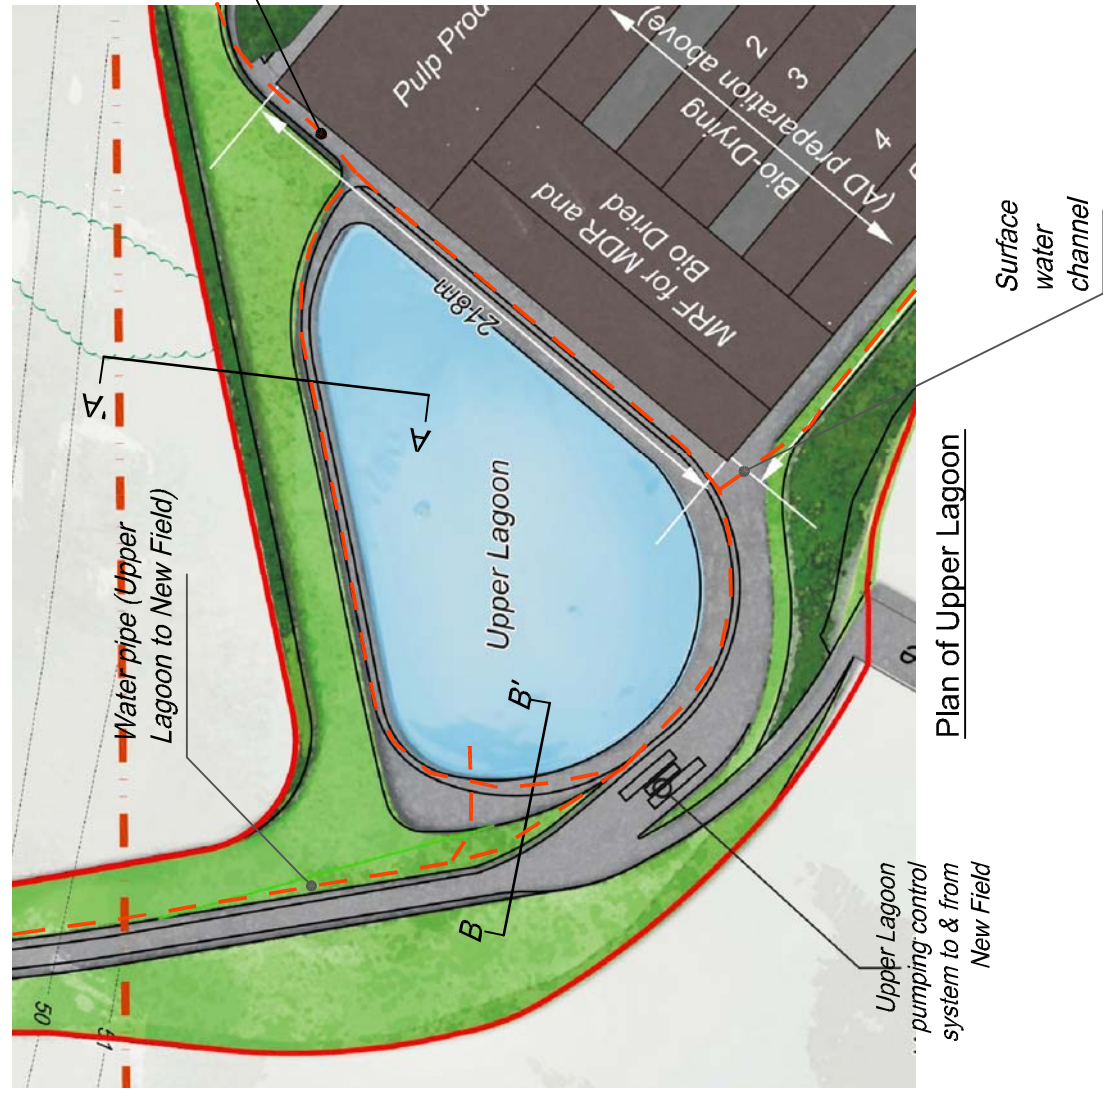 Pulp Prod
Bio-Drying
(AD preparation above)
2
3
4
MRF for MDR and
Bio Dried
218m
Surface
water
channel
A'
A
Upper Lagoon
Water pipe (Upper
Lagoon to New Field)
B'
B
Plan of Upper Lagoon
Upper Lagoon
pumping control
system to & from
New Field
50
51